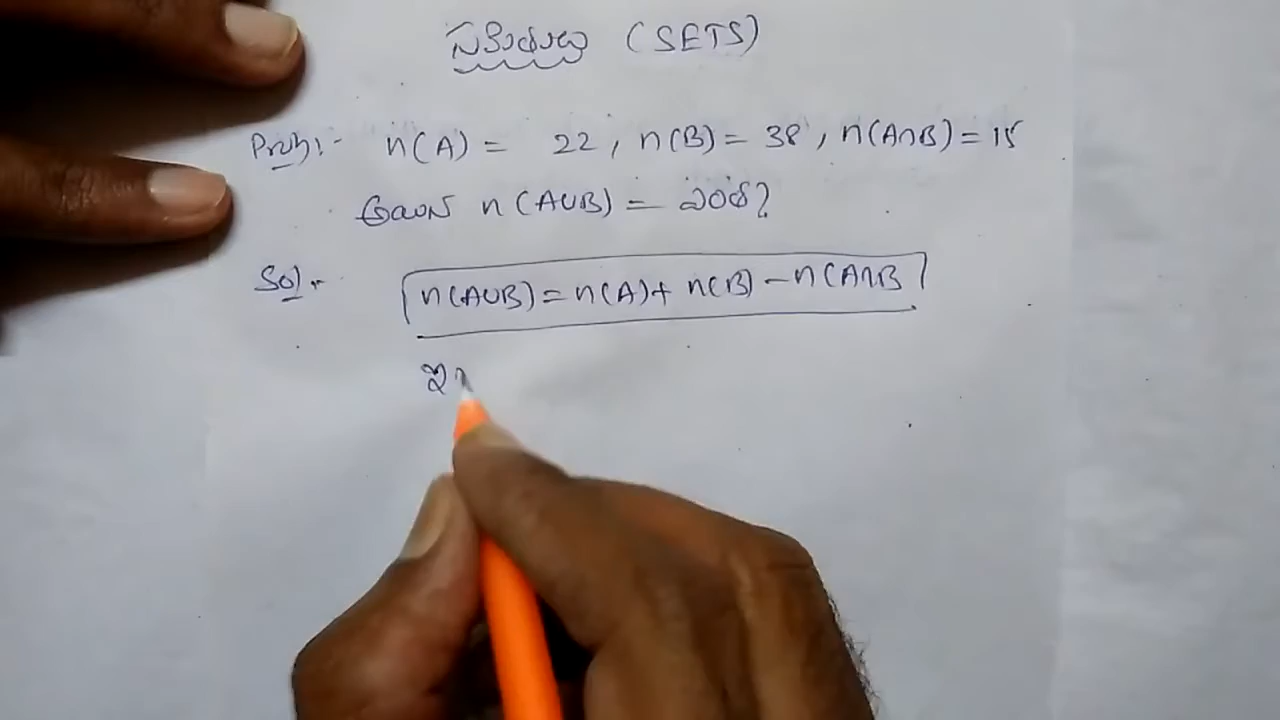 సమితులు (SETS)
Prob:- n(A) = 22, n(B) = 38, n(A∩B) = 15
అయిన n(A∪B) = ఎంత?
Sol:-
n(A∪B) = n(A) + n(B) - n(A∩B